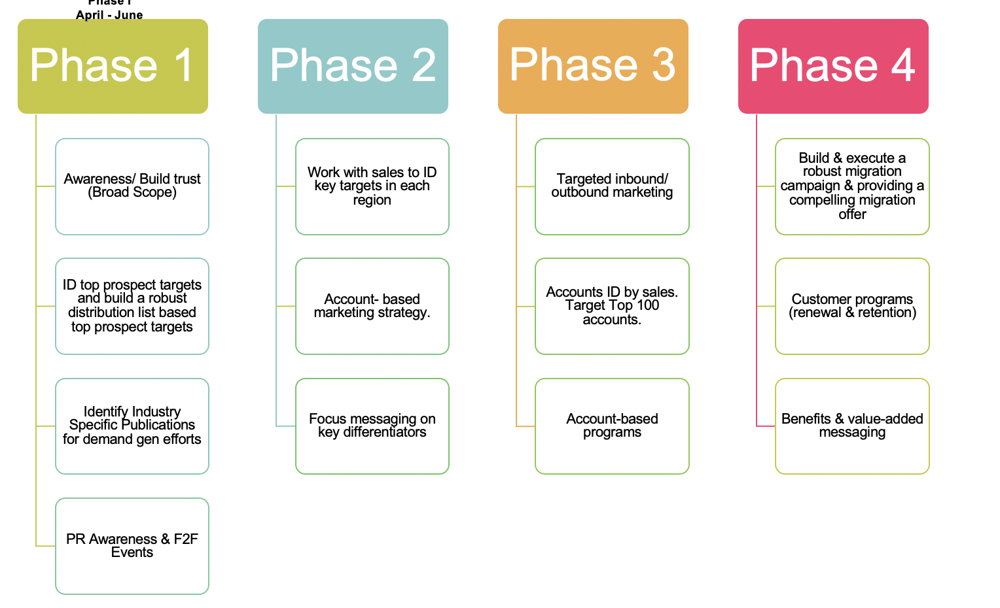 Phase I
April - June
Phase 1
Phase 2
Phase 3
Phase 4
Awareness/ Build trust
(Broad Scope)
ID top prospect targets
and build a robust
distribution list based
top prospect targets
Identify Industry
Specific Publications
for demand gen efforts
PR Awareness & F2F
Events
Work with sales to ID
key targets in each
region
Account- based
marketing strategy.
Focus messaging on
key differentiators
Targeted inbound/
outbound marketing
Accounts ID by sales.
Target Top 100
accounts.
Account-based
programs
Build & execute a
robust migration
campaign & providing a
compelling migration
offer
Customer programs
(renewal & retention)
Benefits & value-added
messaging